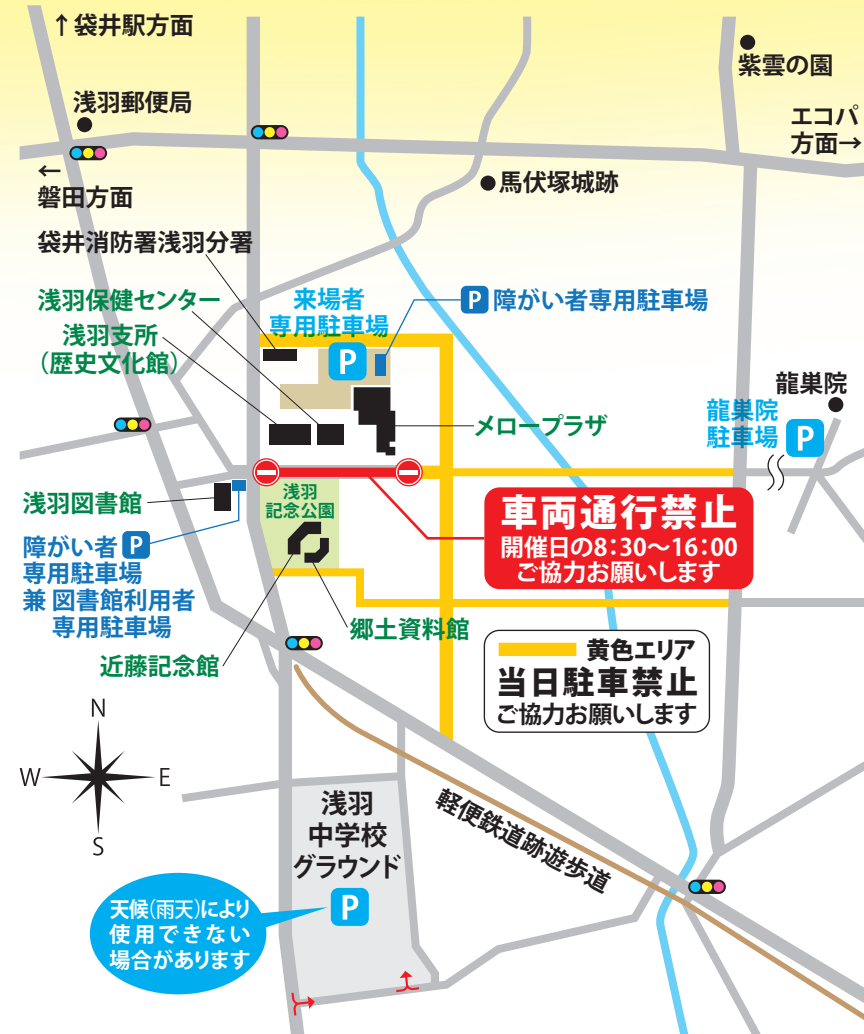 ↑袋井駅方面
紫雲の園
浅羽郵便局
エコパ
方面→
←
磐田方面
馬伏塚城跡
袋井消防署浅羽分署
浅羽保健センター
来場者
専用駐車場
P
P 障がい者専用駐車場
浅羽支所
(歴史文化館)
龍巣院
龍巣院
駐車場
P
メロープラザ
浅羽図書館
浅羽
記念公園
車両通行禁止
開催日の8:30〜16:00
ご協力お願いします
障がい者 P
専用駐車場
兼 図書館利用者
専用駐車場
郷土資料館
近藤記念館
黄色エリア
当日駐車禁止
ご協力お願いします
N
W
E
S
浅羽
中学校
グラウンド
P
軽便鉄道跡遊歩道
天候(雨天)により
使用できない
場合があります